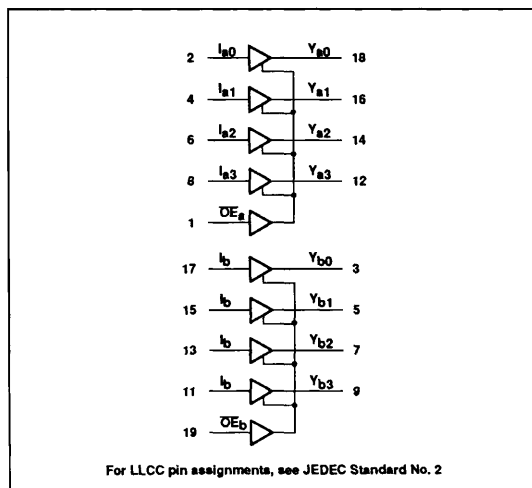 2 Ia0 Ya0 18
4 Ia1 Ya1 16
6 Ia2 Ya2 14
8 Ia3 Ya3 12
1 OEa
17 Ib Yb0 3
15 Ib Yb1 5
13 Ib Yb2 7
11 Ib Yb3 9
19 OEb
For LLCC pin assignments, see JEDEC Standard No. 2